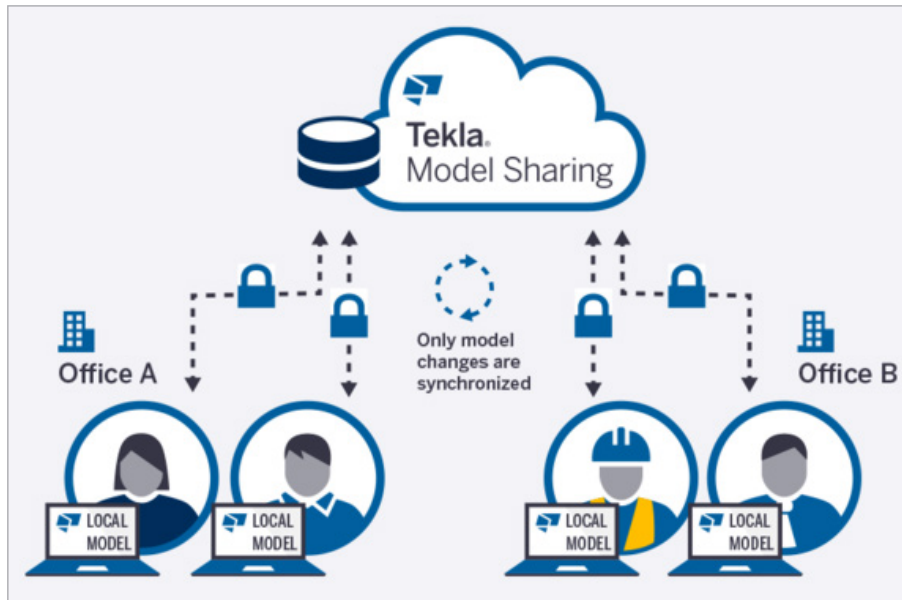 Tekla®
Model Sharing
Only model
changes are
synchronized
Office A
Office B
LOCAL
MODEL
LOCAL
MODEL
LOCAL
MODEL
LOCAL
MODEL